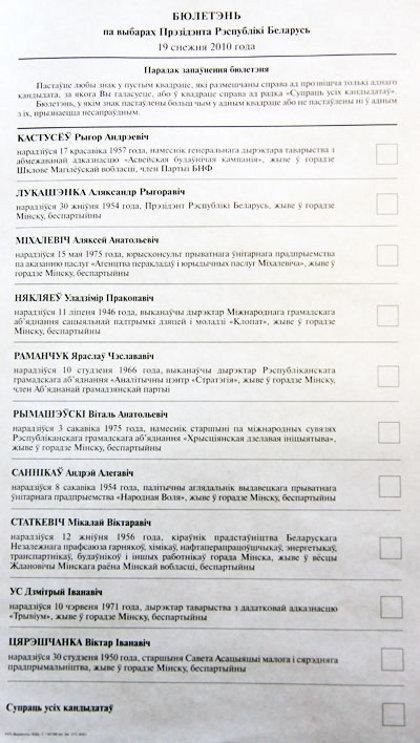 БЮЛЕТЭНЬ
па выбарах Прэзідэнта Рэспублікі Беларусь
19 снежня 2010 года
Парадак запаўнення бюлетэня
Пастаўце любы знак у пустым квадраце, які размешчаны справа ад прозвішча толькі аднаго
кандыдата, за якога Вы галасуеце, або ў квадраце справа ад радка «Супраць усіх кандыдатаў».
Бюлетэнь, у якім знак пастаўлены больш чым у адным квадраце або не пастаўлены ні ў адным
з іх, прызнаецца несапраўдным.
КАСТУСЕЎ Рыгор Андрэевіч
нарадзіўся 17 красавіка 1957 года, намеснік генеральнага дырэктара таварыства з
абмежаванай адказнасцю «Асвейская будаўнічая кампанія», жыве ў горадзе
Шклове Магілёўскай вобласці, член Партыі БНФ
ЛУКАШЭНКА Аляксандр Рыгоравіч
нарадзіўся 30 жніўня 1954 года, Прэзідэнт Рэспублікі Беларусь, жыве ў горадзе
Мінску, беспартыйны
МІХАЛЕВІЧ Аляксей Анатольевіч
нарадзіўся 15 мая 1975 года, юрысконсульт прыватнага ўнітарнага прадпрыемства
па аказанню паслуг «Агенцтва перакладаў і юрыдычных паслуг Міхалевіча», жыве ў
горадзе Мінску, беспартыйны
НЯКЛЯЕЎ Уладзімір Пракопавіч
нарадзіўся 11 ліпеня 1946 года, выканаўчы дырэктар Міжнароднага грамадскага
аб'яднання сацыяльнай падтрымкі дзяцей і моладзі «Клопат», жыве ў горадзе
Мінску, беспартыйны
РАМАНЧУК Яраслаў Чэслававіч
нарадзіўся 10 студзеня 1966 года, выканаўчы дырэктар Рэспубліканскага
грамадскага аб'яднання «Аналітычны цэнтр «Стратэгія», жыве ў горадзе Мінску,
член Аб'яднанай грамадзянскай партыі
РЫМАШЭЎСКІ Віталь Анатольевіч
нарадзіўся 3 сакавіка 1975 года, намеснік старшыні па міжнародных сувязях
Рэспубліканскага грамадскага аб'яднання «Хрысціянская дзелавая ініцыятыва»,
жыве ў горадзе Мінску, беспартыйны
САННІКАЎ Андрэй Алегавіч
нарадзіўся 8 сакавіка 1954 года, палітычны аглядальнік выдавецкага прыватнага
ўнітарнага прадпрыемства «Народная Воля», жыве ў горадзе Мінску, беспартыйны
СТАТКЕВІЧ Мікалай Віктаравіч
нарадзіўся 12 жніўня 1956 года, кіраўнік прадстаўніцтва Беларускага
Незалежнага прафсаюза гарнякоў, хімікаў, нафтаперапрацоўшчыкаў, энергетыкаў,
транспартнікаў, будаўнікоў і іншых работнікаў горада Мінска, жыве ў вёсцы
Ждановічы Мінскага раёна Мінскай вобласці, беспартыйны
УС Дзмітрый Іванавіч
нарадзіўся 10 чэрвеня 1971 года, дырэктар таварыства з дадатковай адказнасцю
«Трывіум», жыве ў горадзе Мінску, беспартыйны
ЦЯРЭШЧАНКА Віктар Іванавіч
нарадзіўся 30 студзеня 1950 года, старшыня Савета Асацыяцыі малога і сярэдняга
прадпрымальніцтва, жыве ў горадзе Мінску, беспартыйны
Супраць усіх кандыдатаў